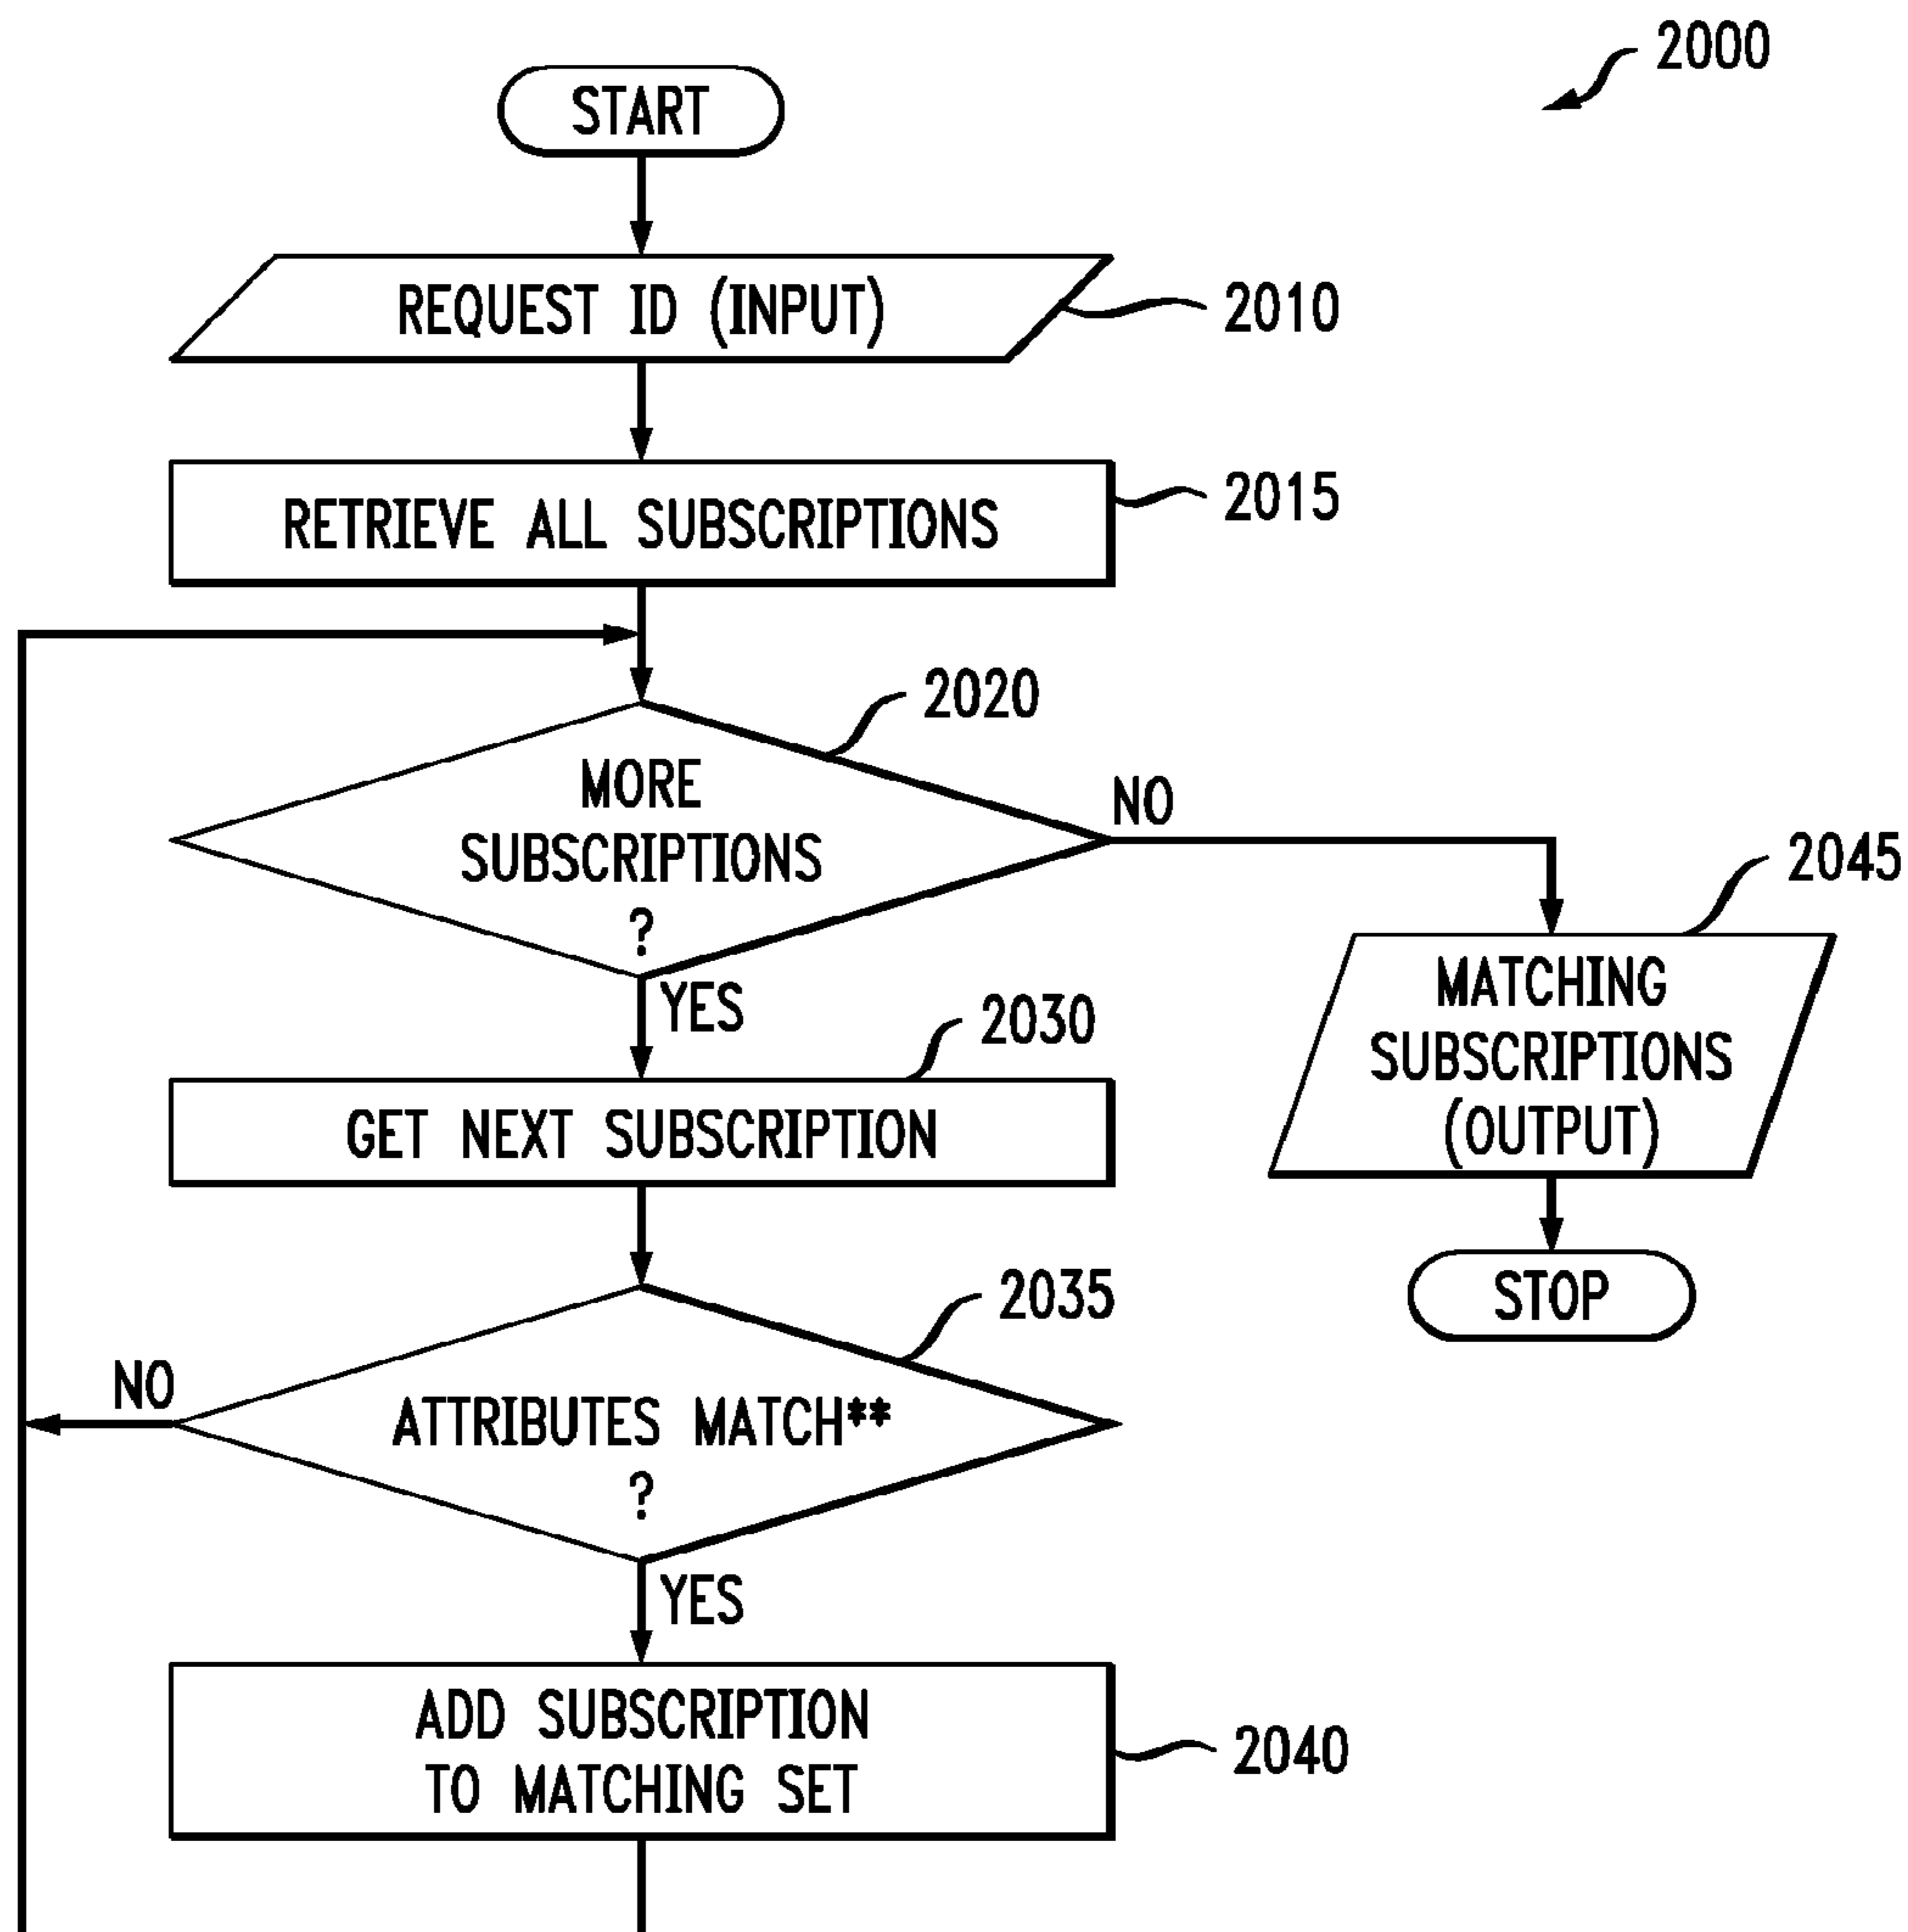 2000
START
REQUEST ID (INPUT)
2010
RETRIEVE ALL SUBSCRIPTIONS
2015
2020
MORE
SUBSCRIPTIONS
?
NO
YES
2045
MATCHING
SUBSCRIPTIONS
(OUTPUT)
STOP
2030
GET NEXT SUBSCRIPTION
2035
ATTRIBUTES MATCH**
?
NO
YES
ADD SUBSCRIPTION
TO MATCHING SET
2040